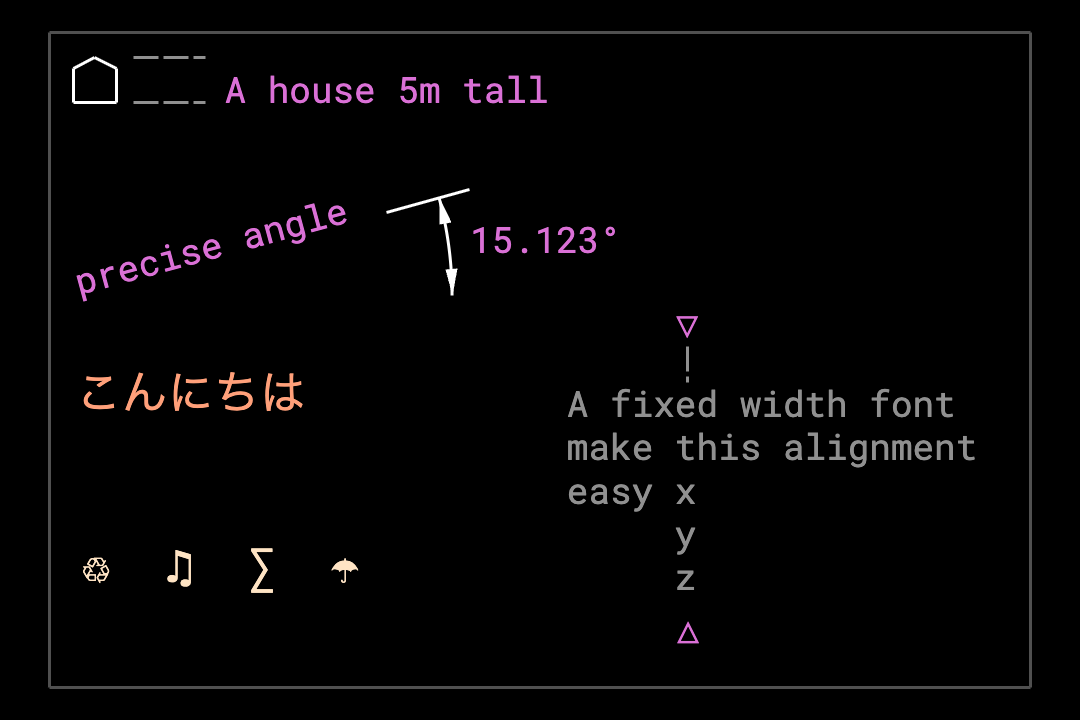 A house 5m tall
precise angle
15.123°
▽
こんにちは
A fixed width font
make this alignment
easy x
y
z
♲ ♫ ∑ ☂
△